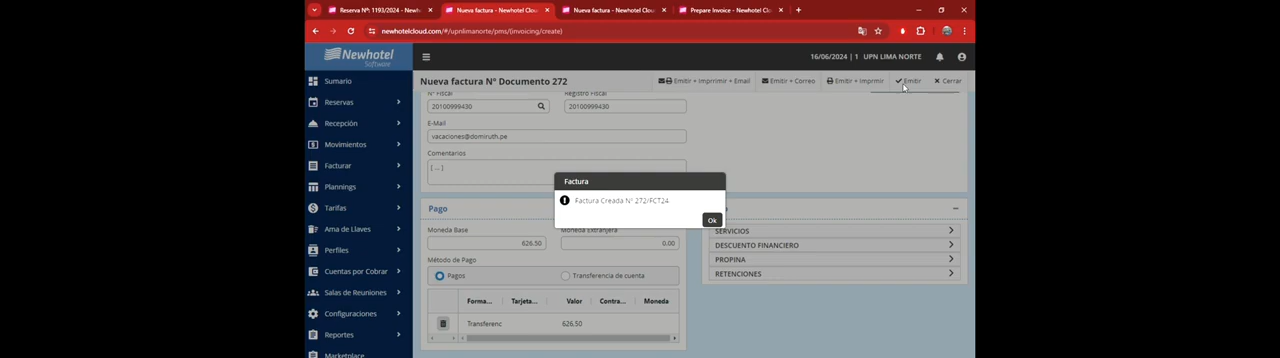 Reserva Nº: 1193/2024 - Newh
Nueva factura - Newhotel Clou
Nueva factura - Newhotel Clou
Prepare Invoice - Newhotel Clo
newhotelcloud.com/#/upnlimanorte/pms/(invoicing/create)
Newhotel
Software
16/06/2024 | 1 UPN LIMA NORTE
Nueva factura Nº Documento 272
Emitir + Imprimir + Email
Emitir + Correo
Emitir + Imprimir
Emitir
Cerrar
Sumario
Reservas
Recepción
Movimientos
Facturar
Plannings
Tarifas
Ama de Llaves
Perfiles
Cuentas por Cobrar
Salas de Reuniones
Configuraciones
Reportes
Marketplace
Nº Fiscal
Registro Fiscal
20100999430
20100999430
E-Mail
vacaciones@domiruth.pe
Comentarios
[ ... ]
Factura
Factura Creada Nº 272/FCT24
Ok
Pago
Moneda Base
Moneda Extranjera
626.50
0.00
Método de Pago
Pagos
Transferencia de cuenta
Forma...
Tarjeta...
Valor
Contra...
Moneda
Transferenc
626.50
SERVICIOS
DESCUENTO FINANCIERO
PROPINA
RETENCIONES